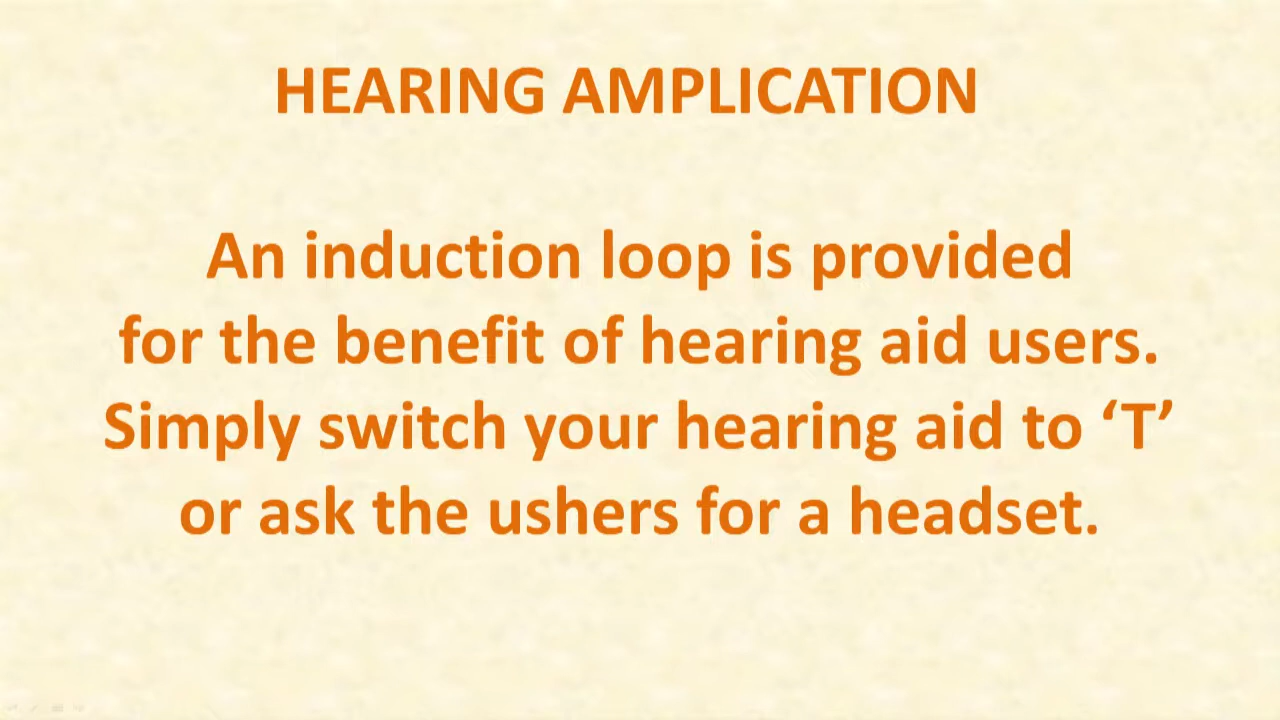 HEARING AMPLICATION
An induction loop is provided
for the benefit of hearing aid users.
Simply switch your hearing aid to ‘T’
or ask the ushers for a headset.